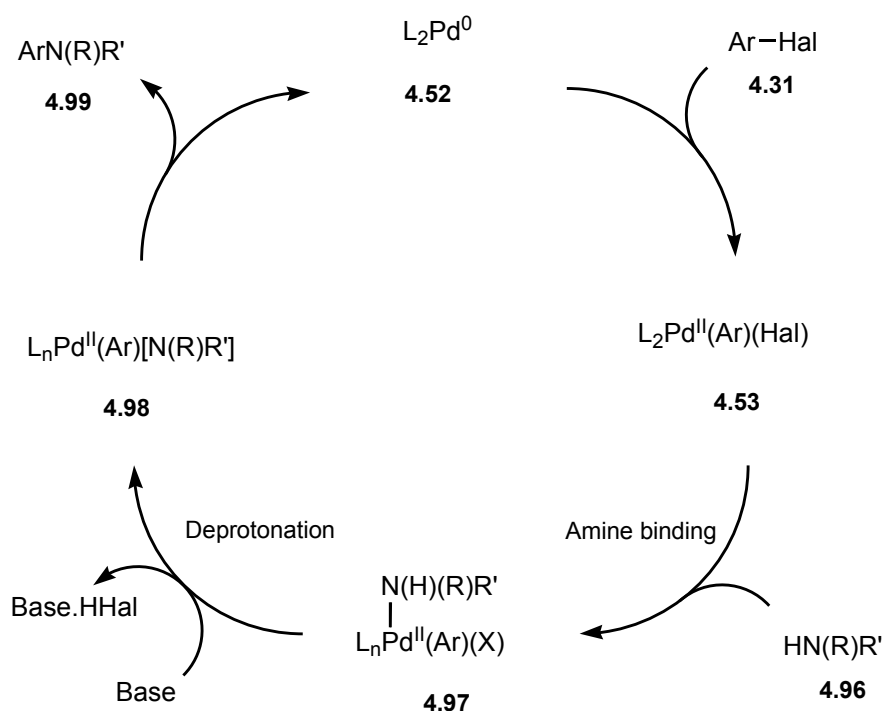 L₂Pd⁰
4.52
Ar–Hal
4.31
ArN(R)R'
4.99
L₂Pdᴵᴵ(Ar)(Hal)
4.53
LₙPdᴵᴵ(Ar)[N(R)R']
4.98
Deprotonation
Amine binding
N(H)(R)R'
LₙPdᴵᴵ(Ar)(X)
4.97
Base.HHal
Base
HN(R)R'
4.96